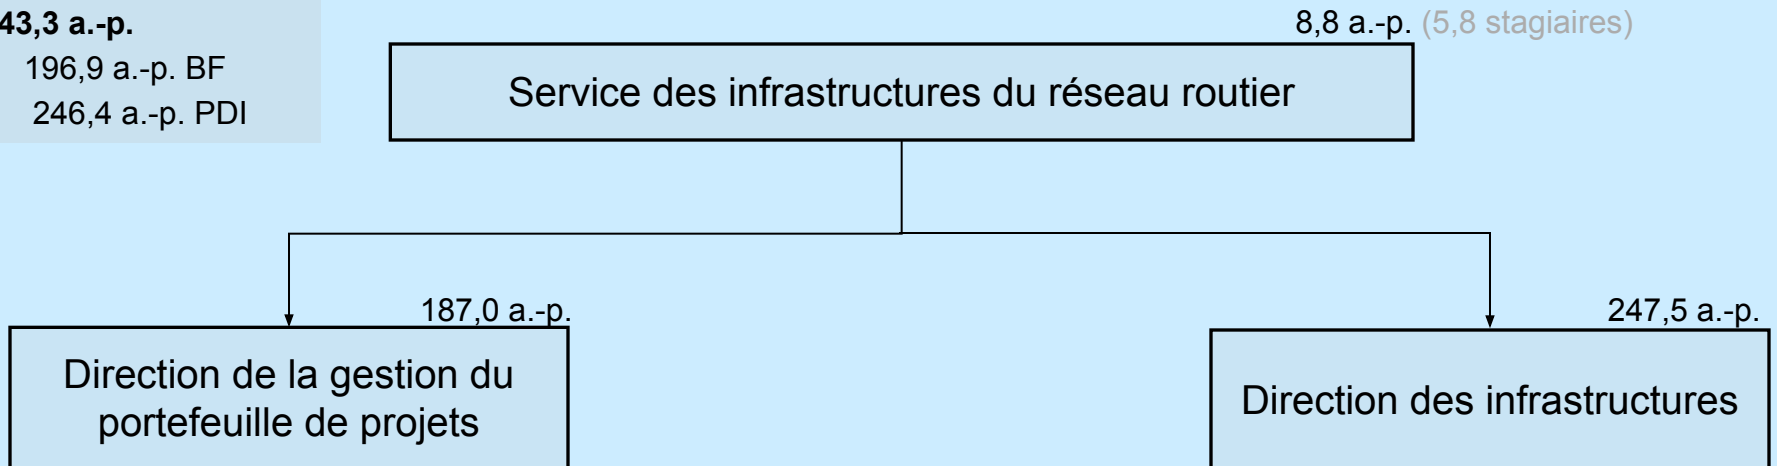 43,3 a.-p.
196,9 a.-p. BF
246,4 a.-p. PDI
8,8 a.-p. (5,8 stagiaires)
Service des infrastructures du réseau routier
187,0 a.-p.
247,5 a.-p.
Direction de la gestion du
portefeuille de projets
Direction des infrastructures